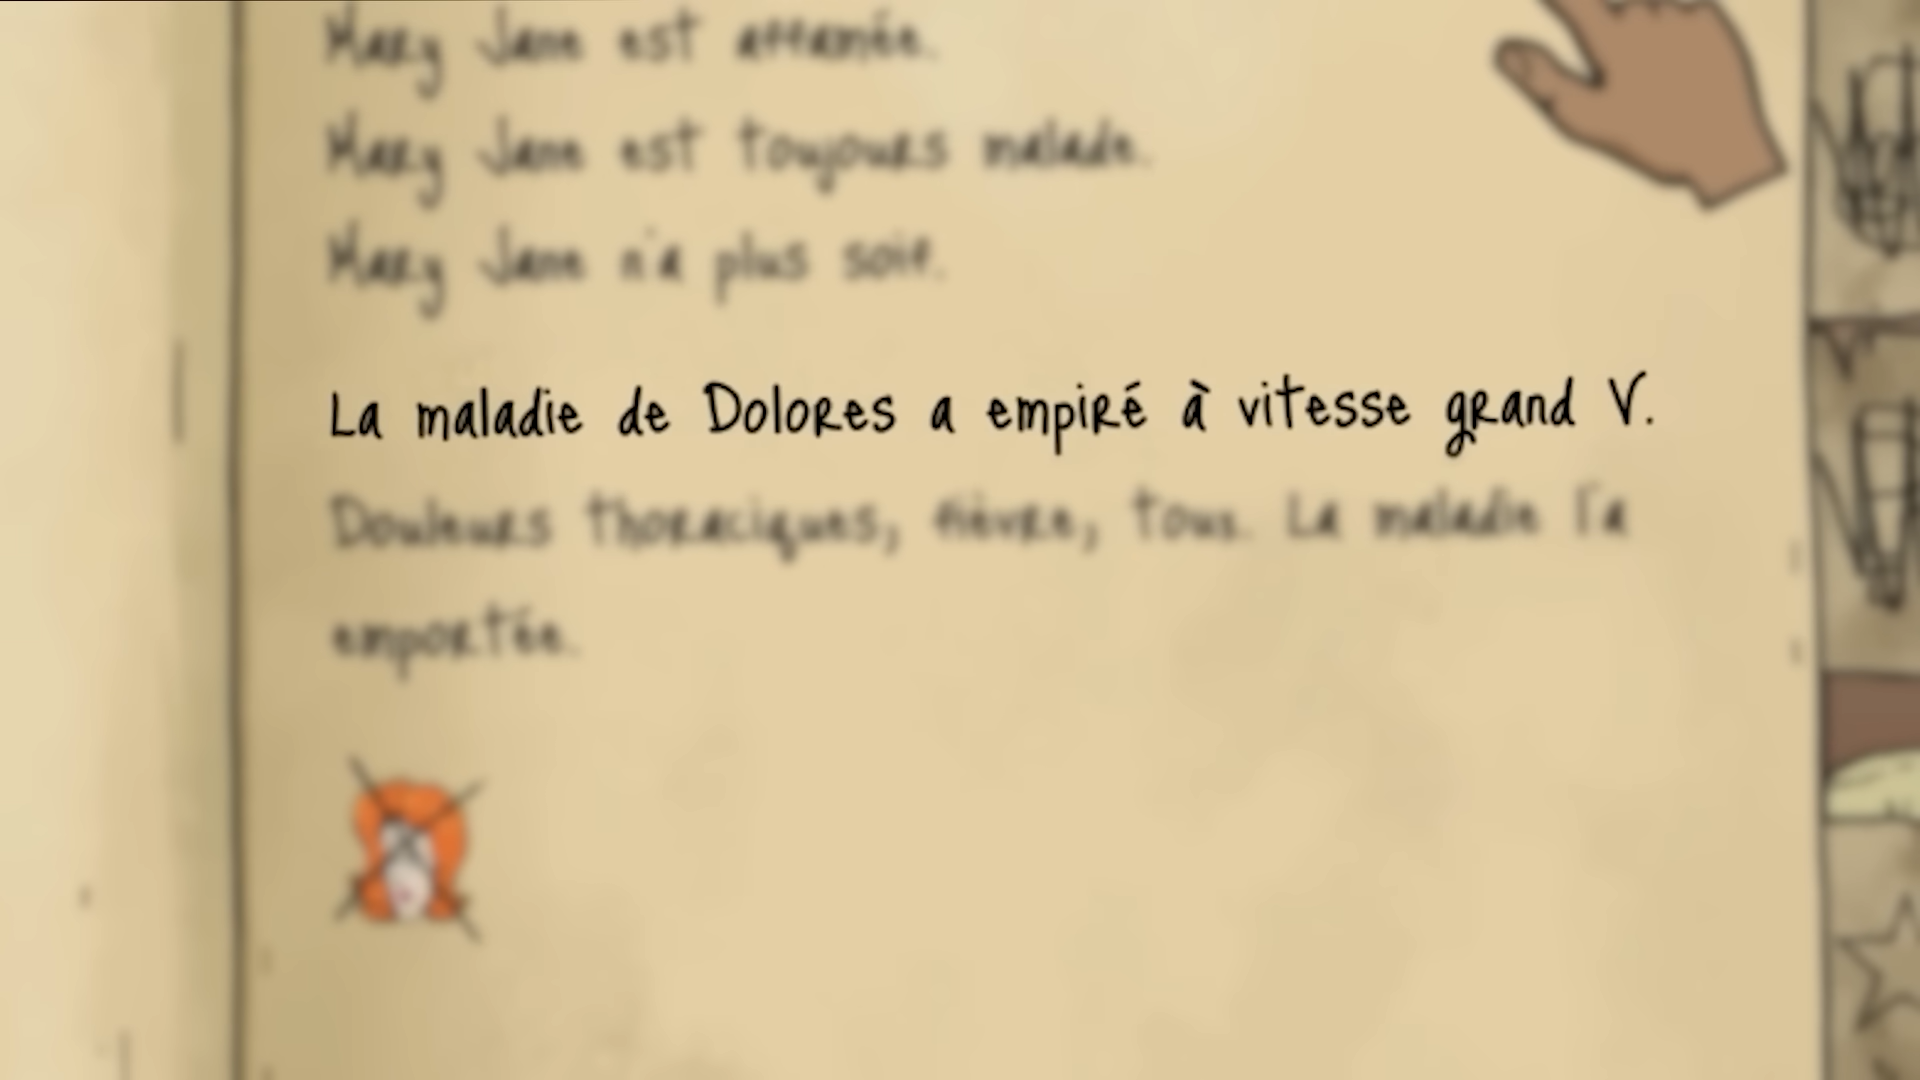 Mary Jane est affamée.
Mary Jane est toujours malade.
Mary Jane n'a plus soif.
La maladie de Dolores a empiré à vitesse grand V.
Douleurs thoraciques, fièvre, toux. La maladie l'a
emportée.